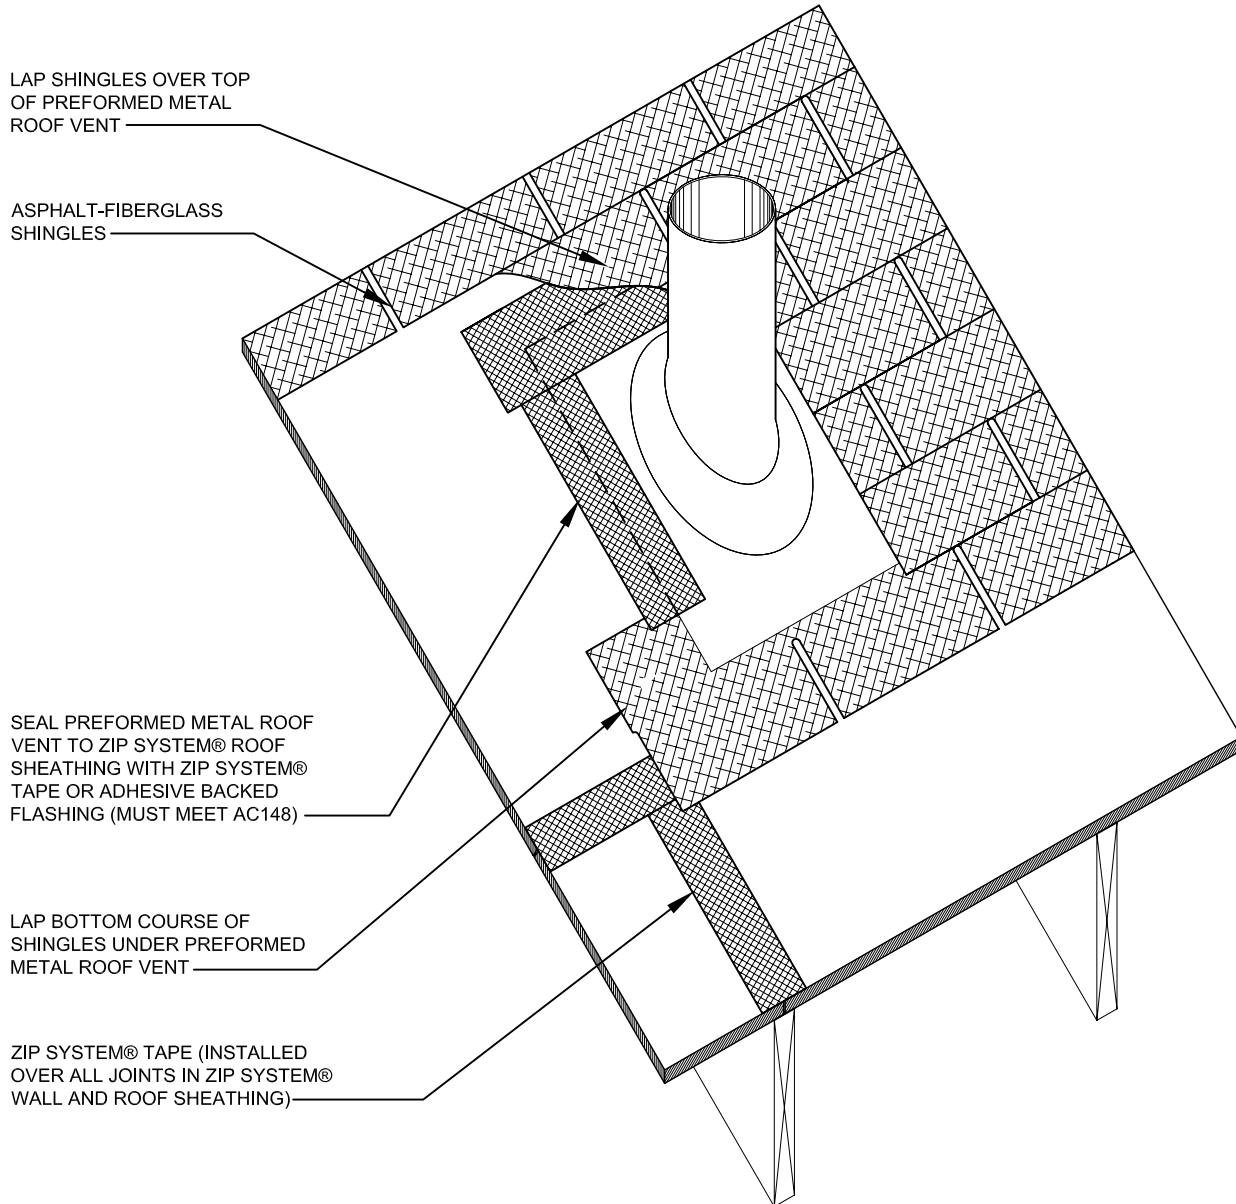 LAP SHINGLES OVER TOP
OF PREFORMED METAL
ROOF VENT
ASPHALT-FIBERGLASS
SHINGLES
SEAL PREFORMED METAL ROOF
VENT TO ZIP SYSTEM® ROOF
SHEATHING WITH ZIP SYSTEM®
TAPE OR ADHESIVE BACKED
FLASHING (MUST MEET AC148)
LAP BOTTOM COURSE OF
SHINGLES UNDER PREFORMED
METAL ROOF VENT
ZIP SYSTEM® TAPE (INSTALLED
OVER ALL JOINTS IN ZIP SYSTEM®
WALL AND ROOF SHEATHING)